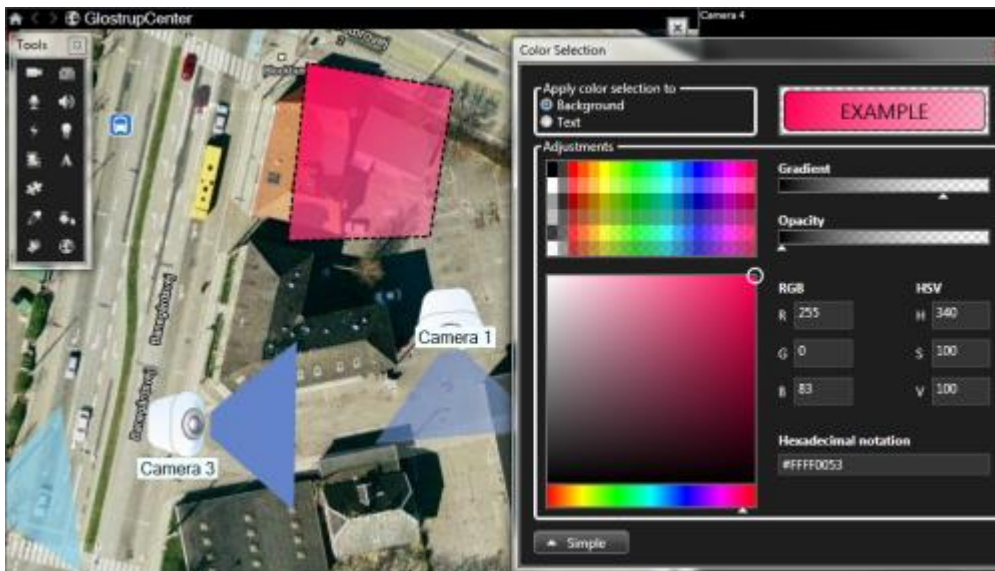 GlostrupCenter
Camera 4
Tools
Color Selection
Apply color selection to
Background
Text
EXAMPLE
Adjustments
Gradient
Opacity
RGB
HSV
R 255
H 340
G 0
S 100
B 83
V 100
Hexadecimal notation
#FFFF0053
Simple
A
Camera 1
Camera 3